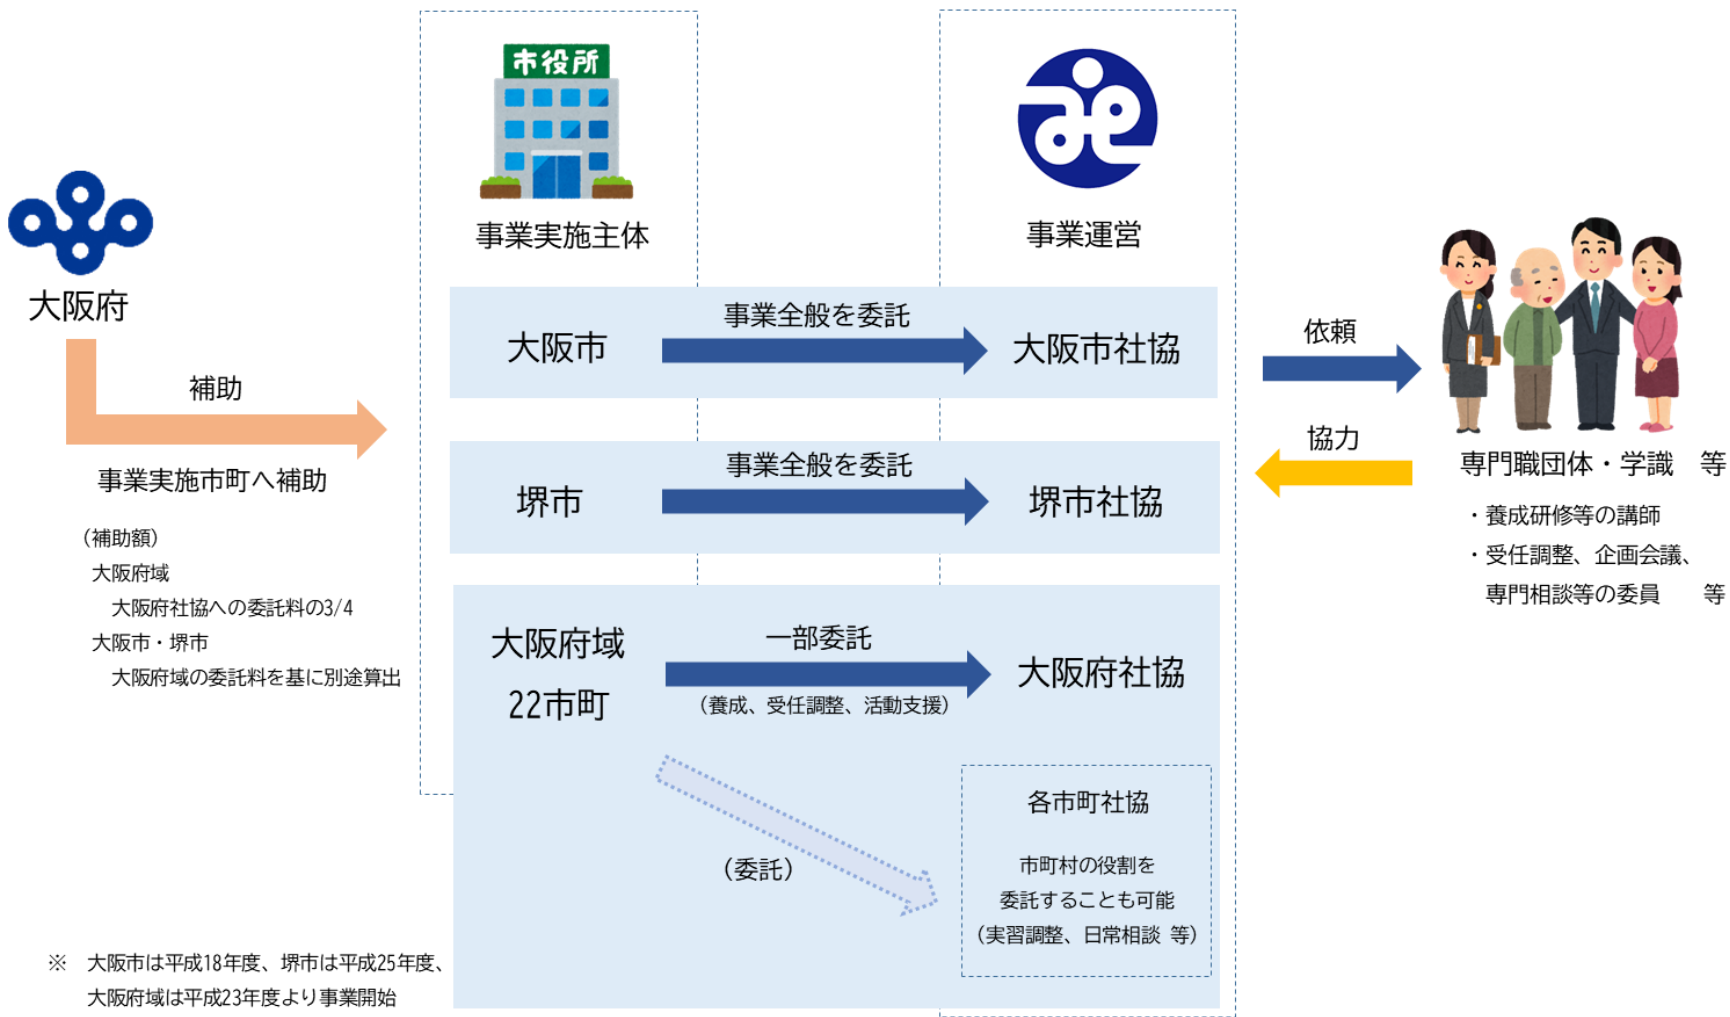 市役所
事業実施主体
事業運営
大阪府
補助
事業実施市町へ補助
(補助額)
大阪府域
大阪府社協への委託料の3/4
大阪市・堺市
大阪府域の委託料を基に別途算出
大阪市
事業全般を委託
大阪市社協
堺市
事業全般を委託
堺市社協
大阪府域
22市町
一部委託
(養成、受任調整、活動支援)
大阪府社協
(委託)
各市町社協
市町村の役割を
委託することも可能
(実習調整、日常相談 等)
依頼
協力
専門職団体・学識 等
・養成研修等の講師
・受任調整、企画会議、
専門相談等の委員 等
※ 大阪市は平成18年度、堺市は平成25年度、
大阪府域は平成23年度より事業開始